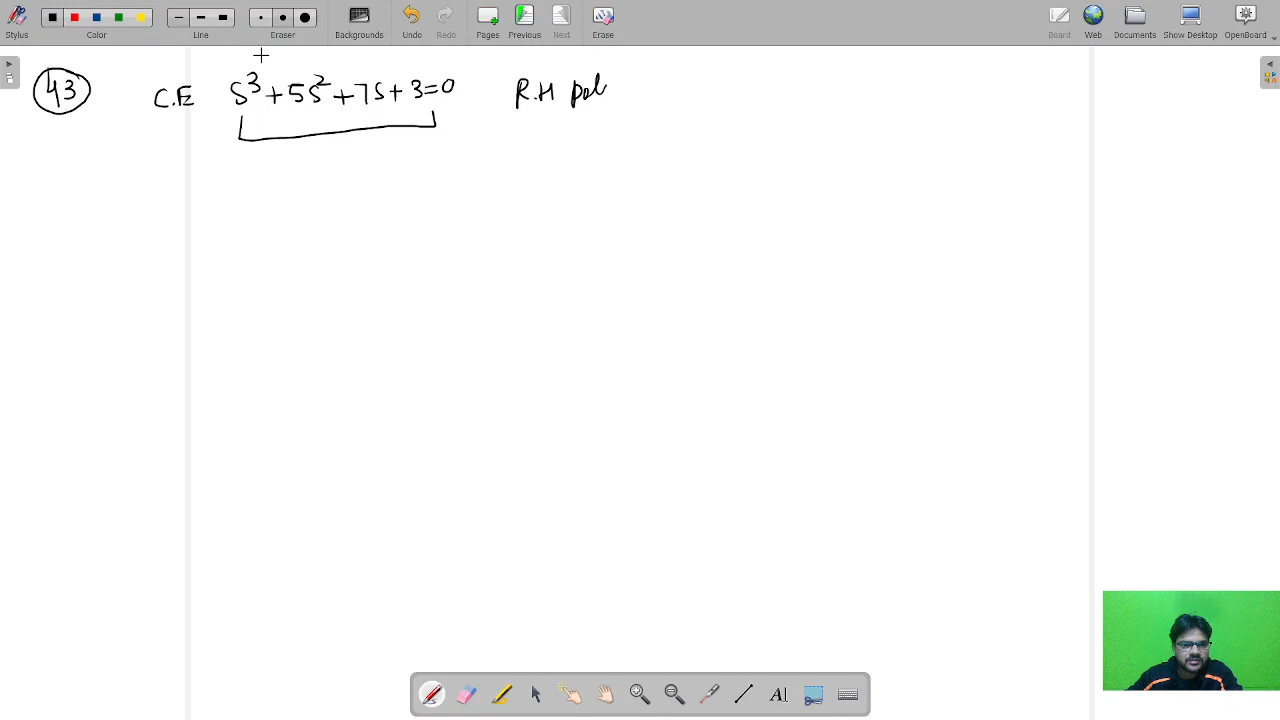 Stylus Color Line Eraser Backgrounds Undo Redo Pages Previous Next Erase Board Web Documents Show Desktop OpenBoard
43 C.E S³+5S²+7S+3=0 R.H pol